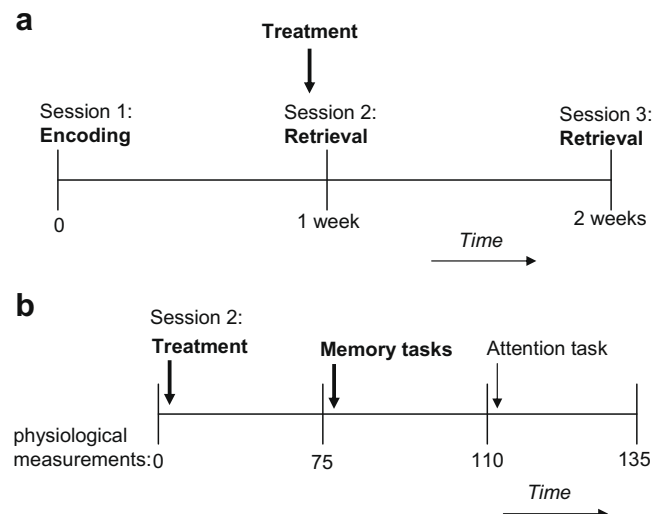 a
Treatment
Session 1:
Encoding
Session 2:
Retrieval
Session 3:
Retrieval
0
1 week
2 weeks
Time
b
Session 2:
Treatment
Memory tasks
Attention task
physiological
measurements:
0
75
110
135
Time